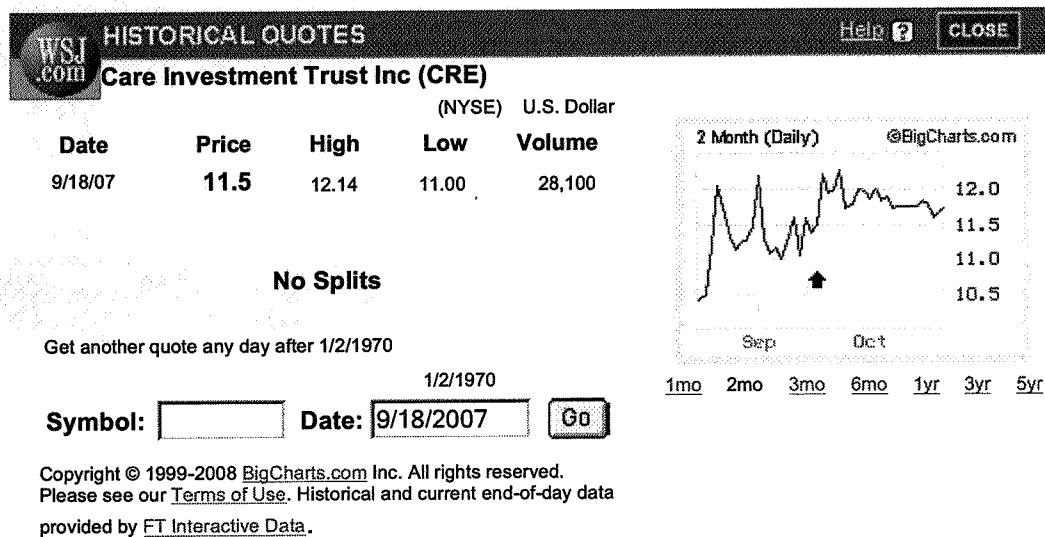 WSJ
.com
HISTORICAL QUOTES
Help ? CLOSE
Care Investment Trust Inc (CRE)
(NYSE) U.S. Dollar
Date Price High Low Volume
9/18/07 11.5 12.14 11.00 28,100
No Splits
Get another quote any day after 1/2/1970
1/2/1970
Symbol: Date: 9/18/2007 Go
Copyright © 1999-2008 BigCharts.com Inc. All rights reserved.
Please see our Terms of Use. Historical and current end-of-day data
provided by FT Interactive Data.
2 Month (Daily) ©BigCharts.com
12.0
11.5
11.0
10.5
Sep Oct
1mo 2mo 3mo 6mo 1yr 3yr 5yr